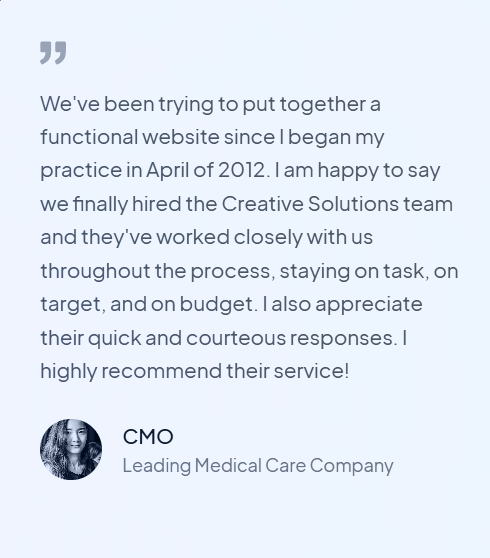 ”
We've been trying to put together a
functional website since I began my
practice in April of 2012. I am happy to say
we finally hired the Creative Solutions team
and they've worked closely with us
throughout the process, staying on task, on
target, and on budget. I also appreciate
their quick and courteous responses. I
highly recommend their service!
CMO
Leading Medical Care Company